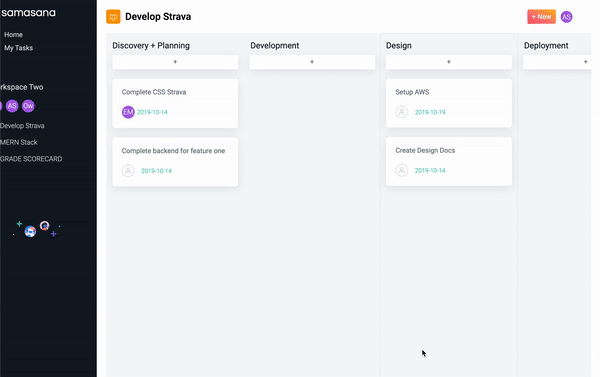 samasana
Home
My Tasks
rkspace Two
AS
Ow
Develop Strava
MERN Stack
GRADE SCORECARD
Develop Strava
+ New
AS
Discovery + Planning
+
Complete CSS Strava
EM
2019-10-14
Complete backend for feature one
2019-10-14
Development
+
Design
+
Setup AWS
2019-10-19
Create Design Docs
2019-10-14
Deployment
+